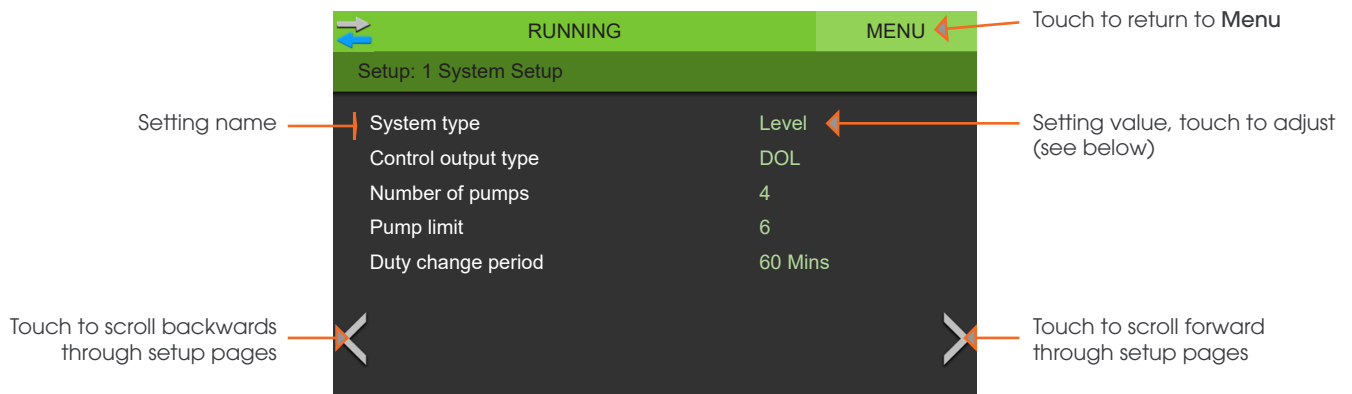 RUNNING MENU
Touch to return to Menu
Setup: 1 System Setup
Setting name
System type Level
Setting value, touch to adjust
(see below)
Control output type DOL
Number of pumps 4
Pump limit 6
Duty change period 60 Mins
Touch to scroll backwards
through setup pages
Touch to scroll forward
through setup pages